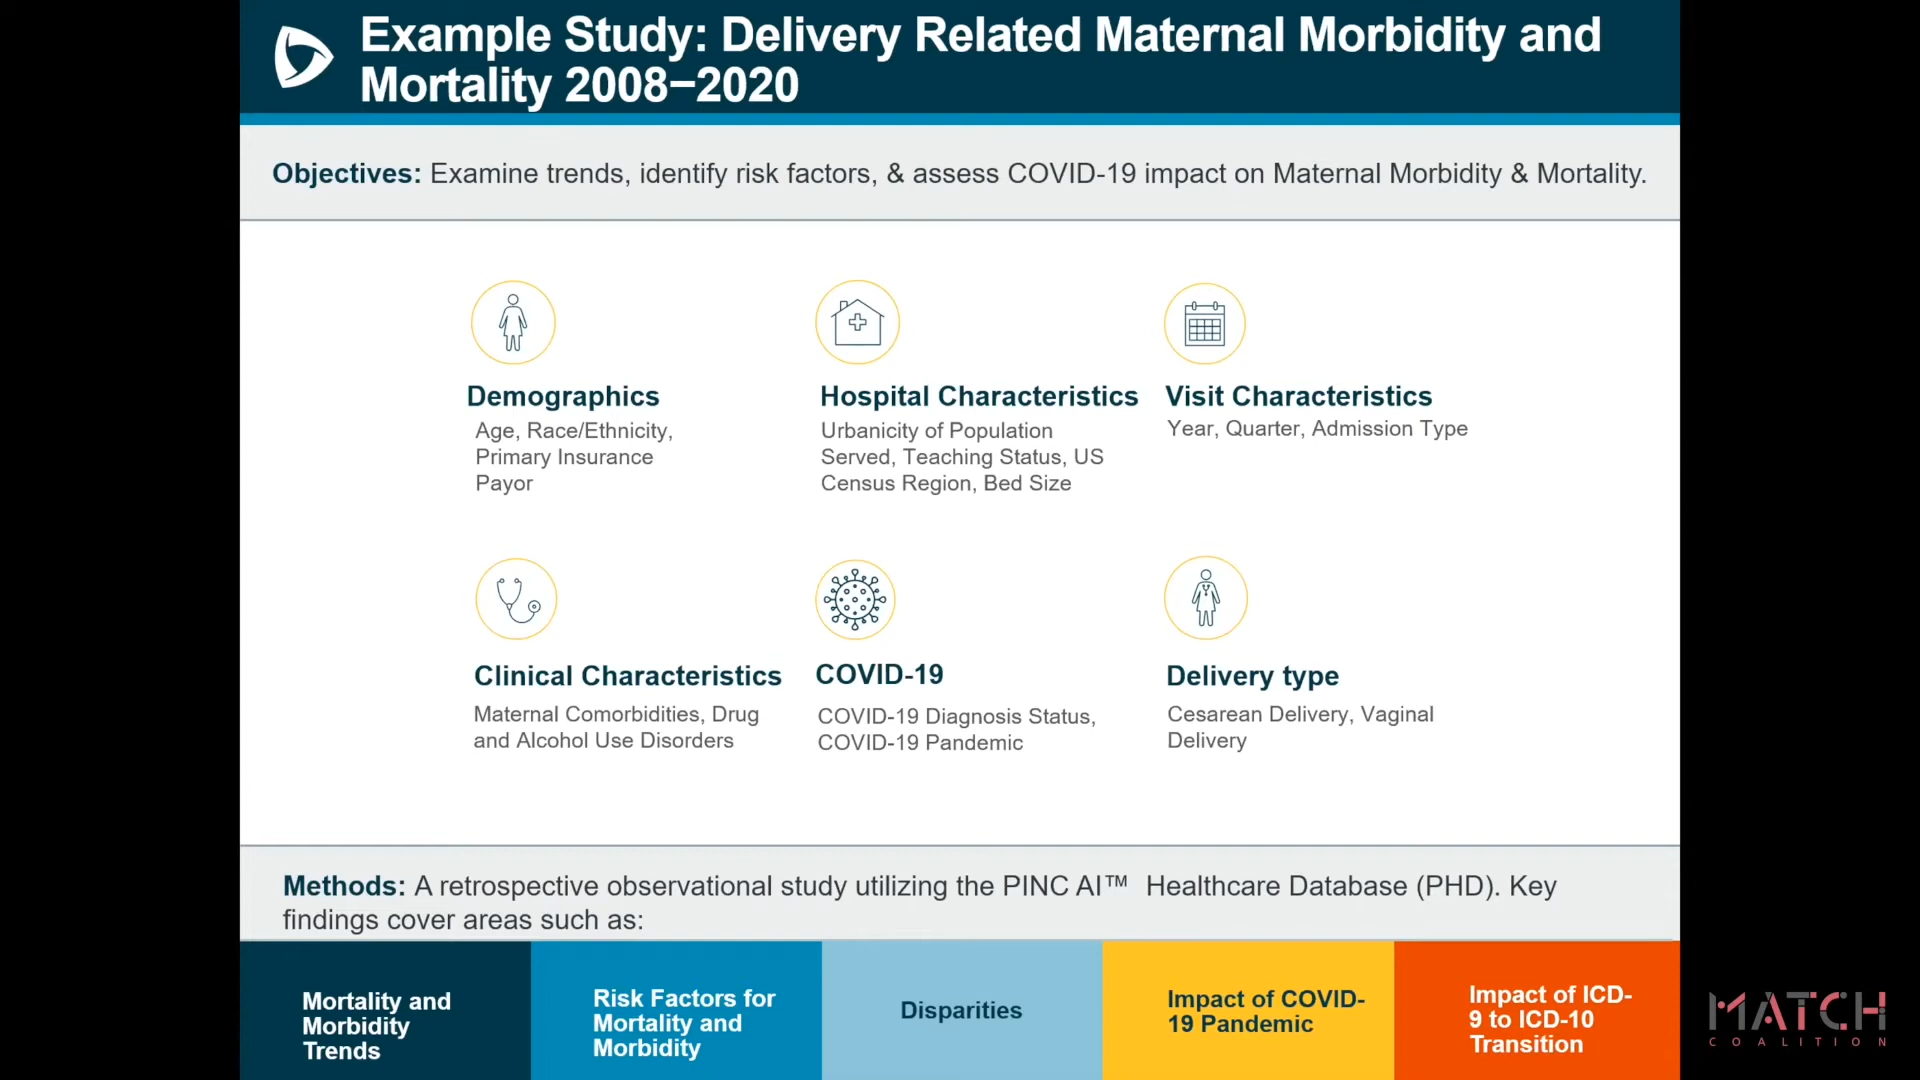 Example Study: Delivery Related Maternal Morbidity and
Mortality 2008–2020
Objectives: Examine trends, identify risk factors, & assess COVID-19 impact on Maternal Morbidity & Mortality.
Demographics
Age, Race/Ethnicity,
Primary Insurance
Payor
Hospital Characteristics
Urbanicity of Population
Served, Teaching Status, US
Census Region, Bed Size
Visit Characteristics
Year, Quarter, Admission Type
Clinical Characteristics
Maternal Comorbidities, Drug
and Alcohol Use Disorders
COVID-19
COVID-19 Diagnosis Status,
COVID-19 Pandemic
Delivery type
Cesarean Delivery, Vaginal
Delivery
Methods: A retrospective observational study utilizing the PINC AI™ Healthcare Database (PHD). Key
findings cover areas such as:
Mortality and
Morbidity
Trends
Risk Factors for
Mortality and
Morbidity
Disparities
Impact of COVID-
19 Pandemic
Impact of ICD-
9 to ICD-10
Transition
MATCH
COALITION